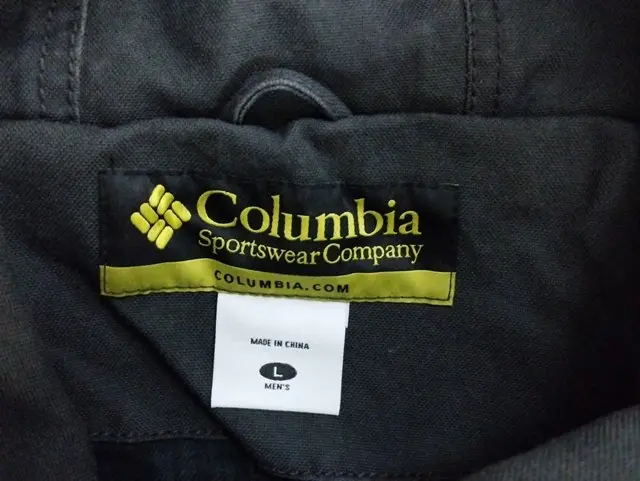 Columbia
Sportswear Company
COLUMBIA.COM
MADE IN CHINA
L
MEN'S